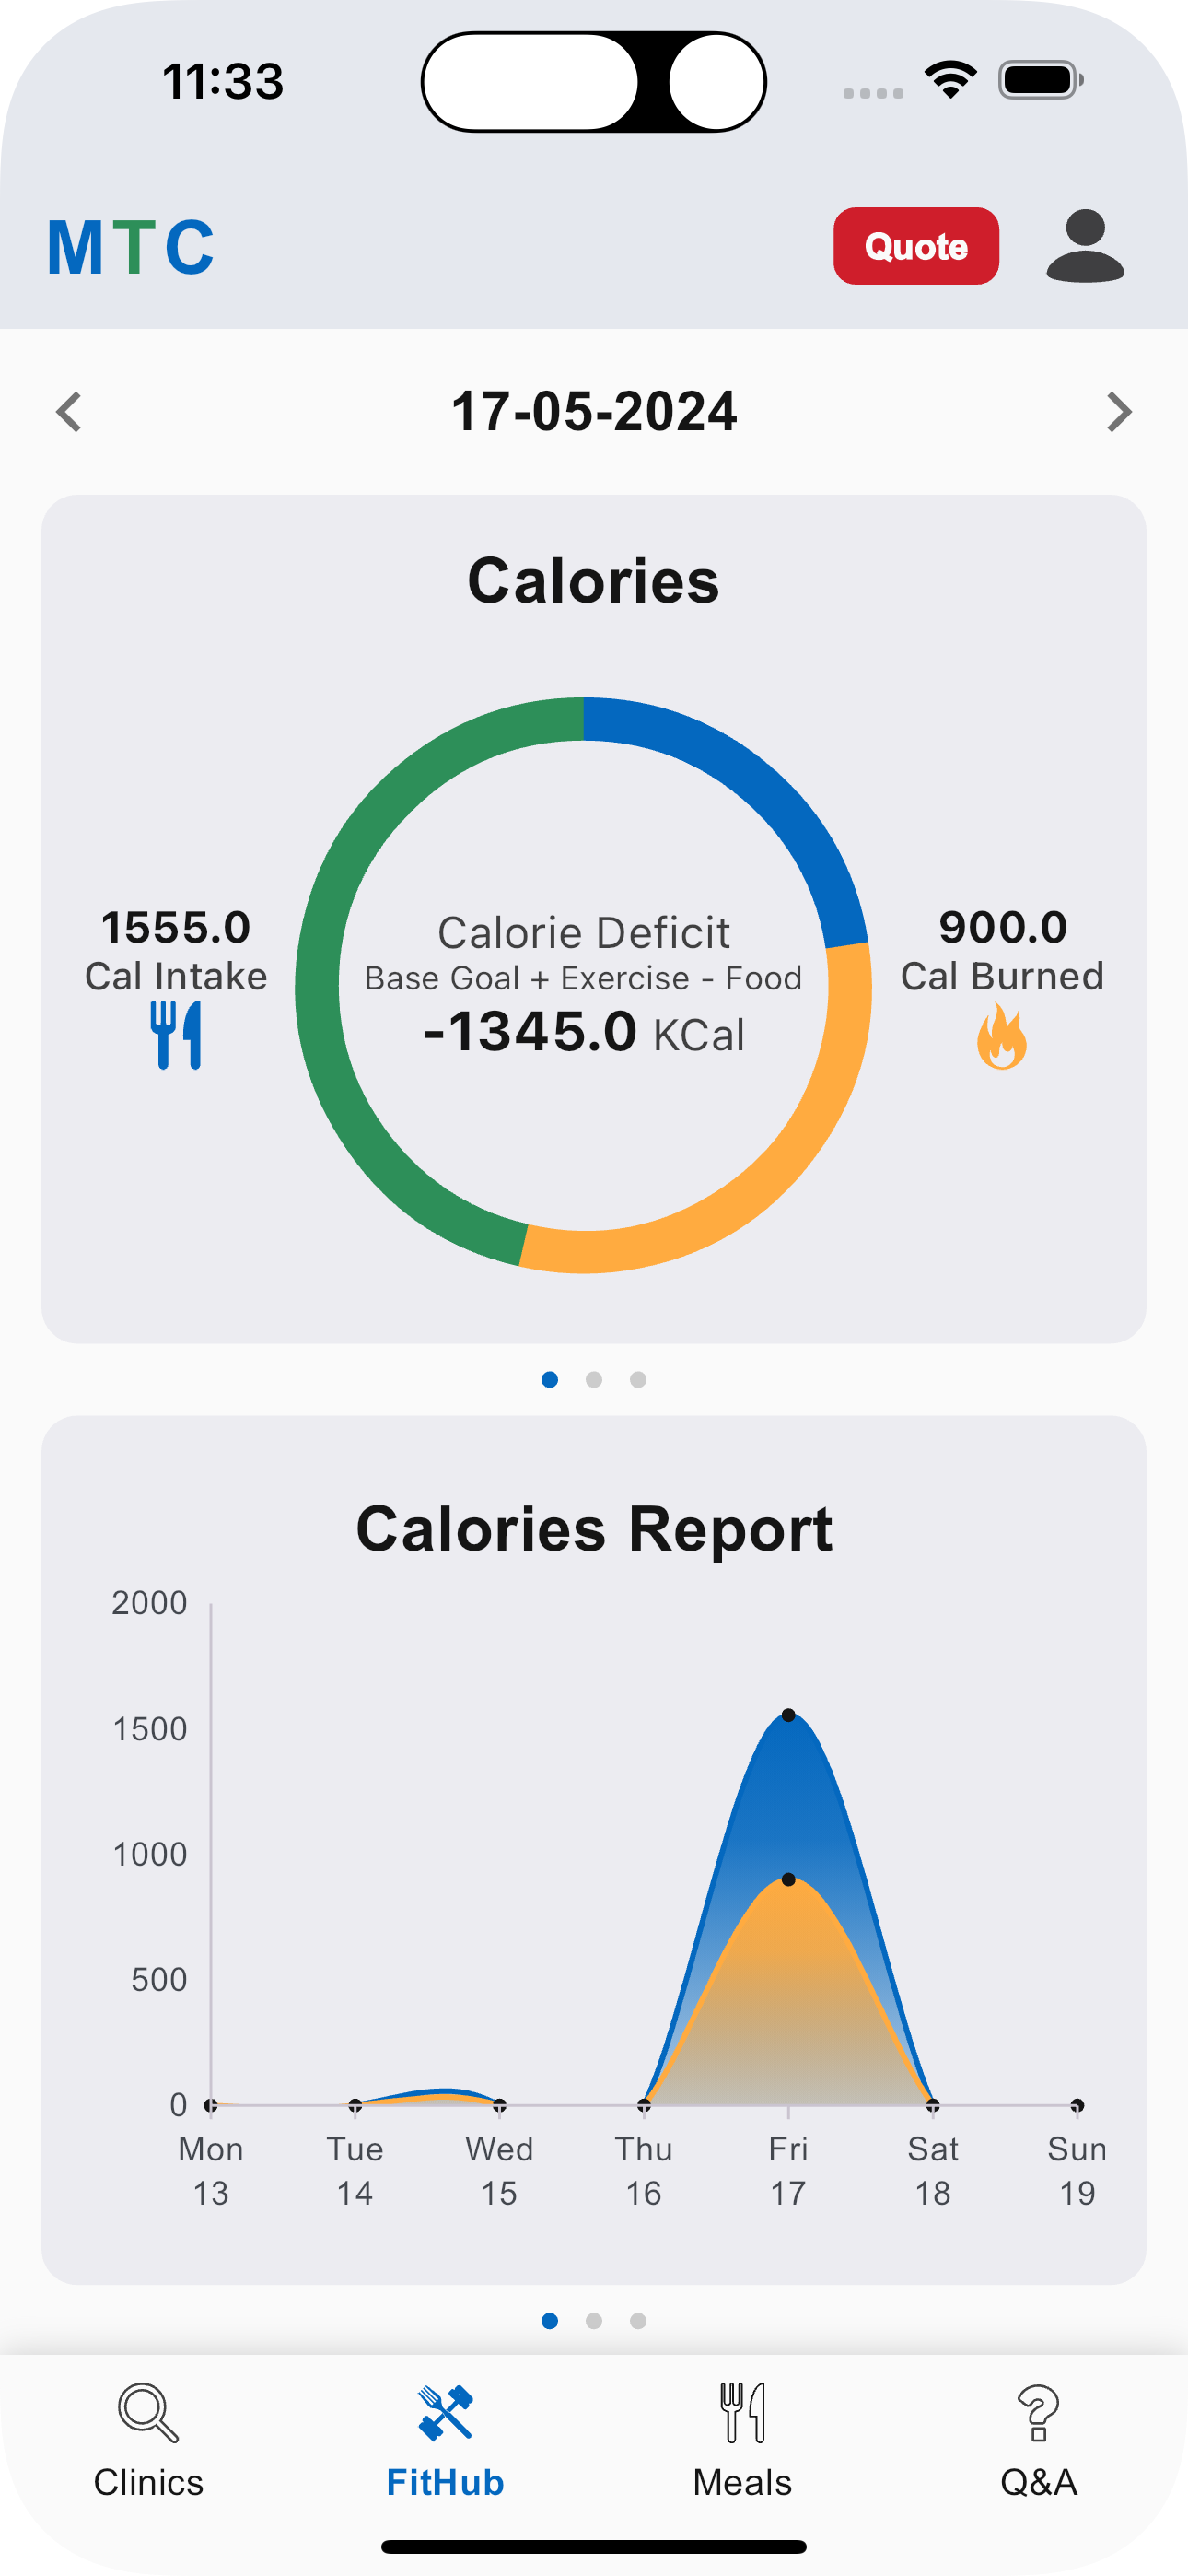 11:33
MTC
Quote
17-05-2024
Calories
1555.0
Cal Intake
Calorie Deficit
Base Goal + Exercise - Food
-1345.0 KCal
900.0
Cal Burned
Calories Report
2000
1500
1000
500
0
Mon Tue Wed Thu Fri Sat Sun
13 14 15 16 17 18 19
Clinics FitHub Meals Q&A